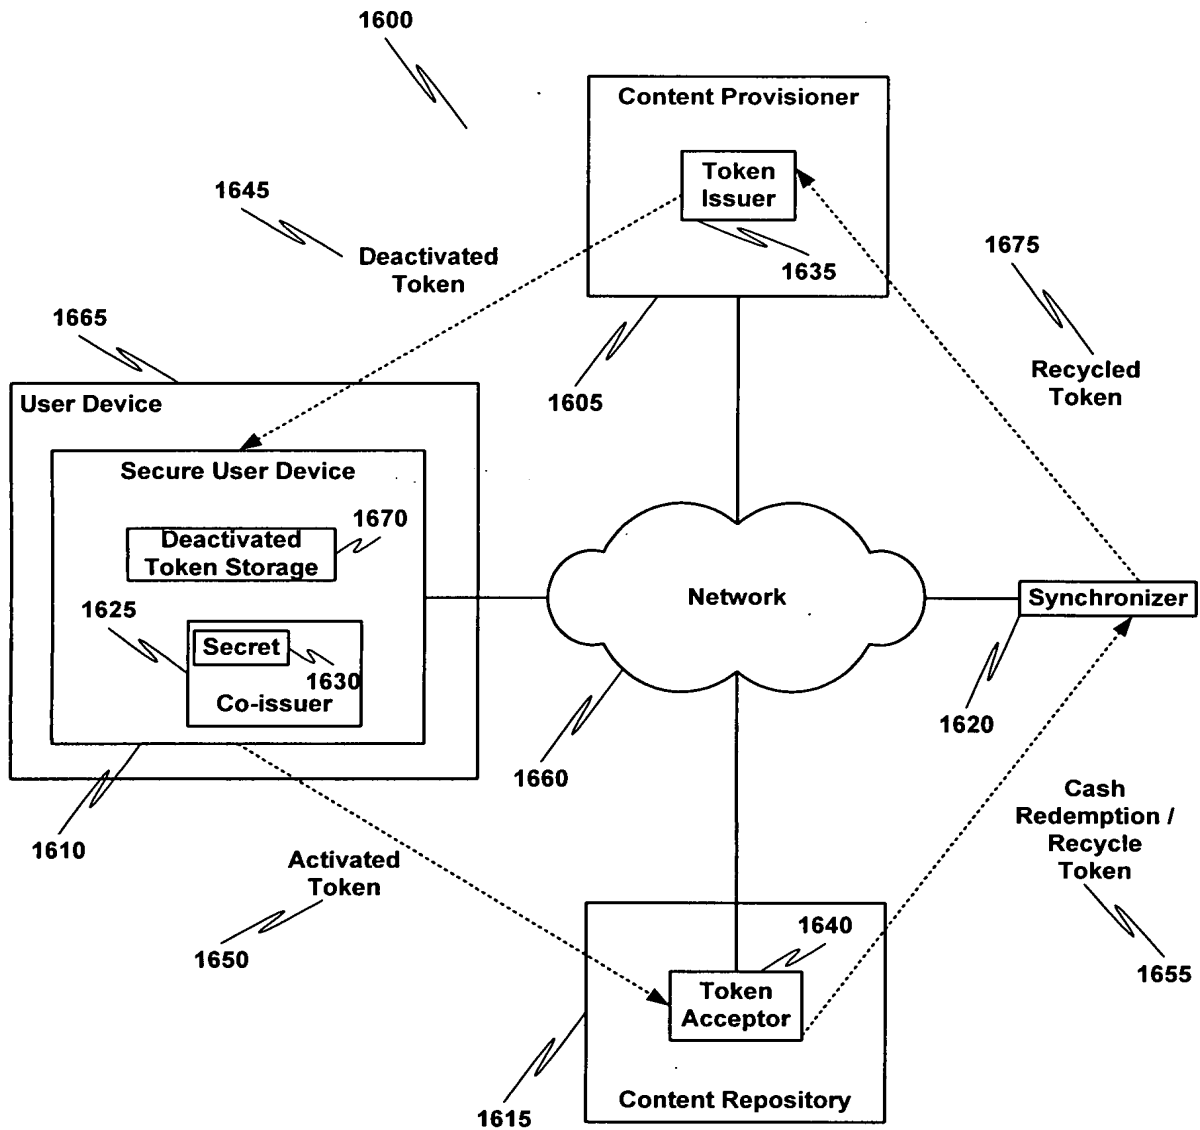 1600
Content Provisioner
Token
Issuer
1635
1645
Deactivated
Token
1675
Recycled
Token
1665
1605
User Device
Secure User Device
1670
Deactivated
Token Storage
1625
Secret
1630
Co-issuer
Network
Synchronizer
1620
1660
1610
Activated
Token
1650
Cash
Redemption /
Recycle
Token
1655
1640
Token
Acceptor
1615
Content Repository